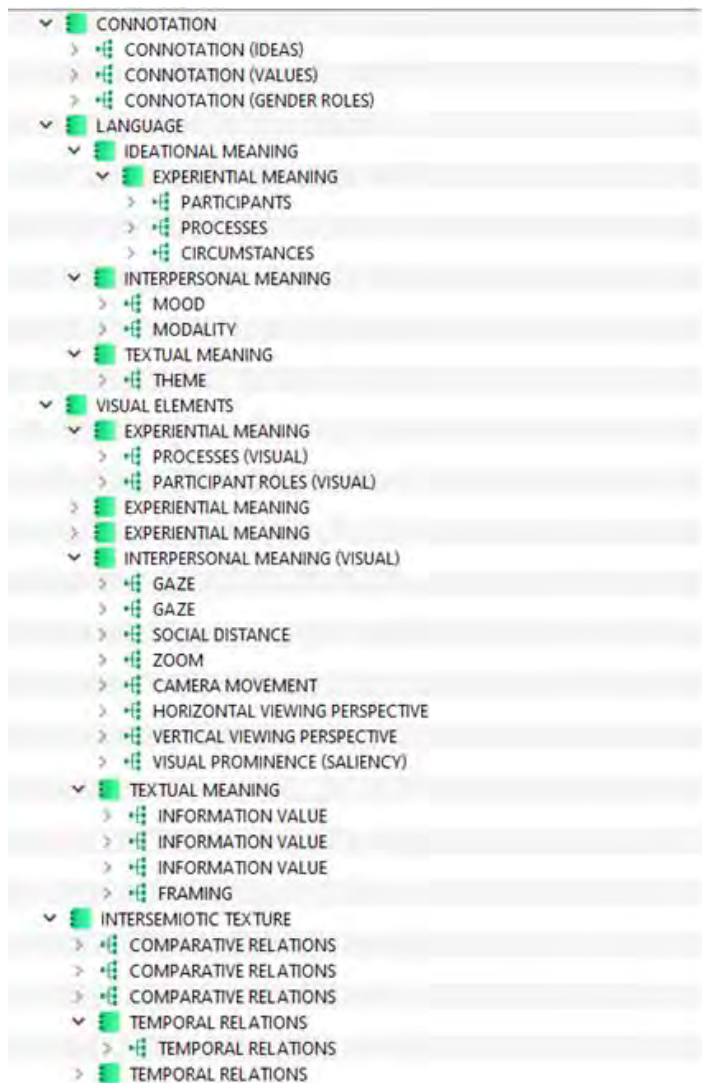 CONNOTATION
CONNOTATION (IDEAS)
CONNOTATION (VALUES)
CONNOTATION (GENDER ROLES)
LANGUAGE
IDEATIONAL MEANING
EXPERIENTIAL MEANING
PARTICIPANTS
PROCESSES
CIRCUMSTANCES
INTERPERSONAL MEANING
MOOD
MODALITY
TEXTUAL MEANING
THEME
VISUAL ELEMENTS
EXPERIENTIAL MEANING
PROCESSES (VISUAL)
PARTICIPANT ROLES (VISUAL)
EXPERIENTIAL MEANING
EXPERIENTIAL MEANING
INTERPERSONAL MEANING (VISUAL)
GAZE
GAZE
SOCIAL DISTANCE
ZOOM
CAMERA MOVEMENT
HORIZONTAL VIEWING PERSPECTIVE
VERTICAL VIEWING PERSPECTIVE
VISUAL PROMINENCE (SALIENCY)
TEXTUAL MEANING
INFORMATION VALUE
INFORMATION VALUE
INFORMATION VALUE
FRAMING
INTERSEMIOTIC TEXTURE
COMPARATIVE RELATIONS
COMPARATIVE RELATIONS
COMPARATIVE RELATIONS
TEMPORAL RELATIONS
TEMPORAL RELATIONS
TEMPORAL RELATIONS